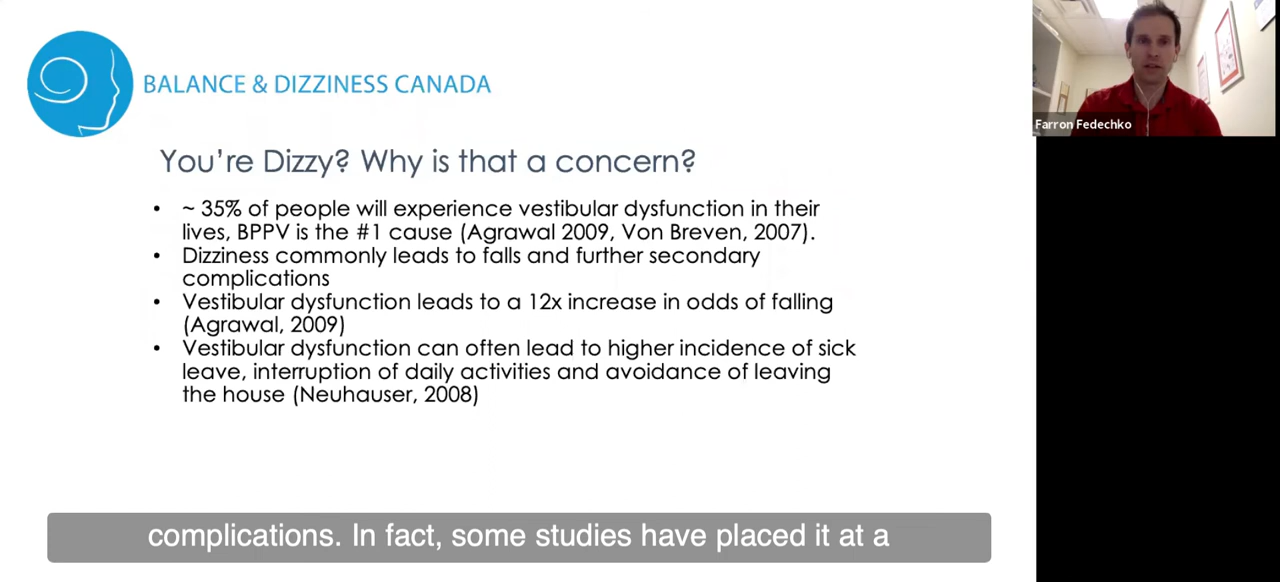 BALANCE & DIZZINESS CANADA
Farron Fedechko
You're Dizzy? Why is that a concern?
• ~ 35% of people will experience vestibular dysfunction in their
lives, BPPV is the #1 cause (Agrawal 2009, Von Breven, 2007).
• Dizziness commonly leads to falls and further secondary
complications
• Vestibular dysfunction leads to a 12x increase in odds of falling
(Agrawal, 2009)
• Vestibular dysfunction can often lead to higher incidence of sick
leave, interruption of daily activities and avoidance of leaving
the house (Neuhauser, 2008)
complications. In fact, some studies have placed it at a